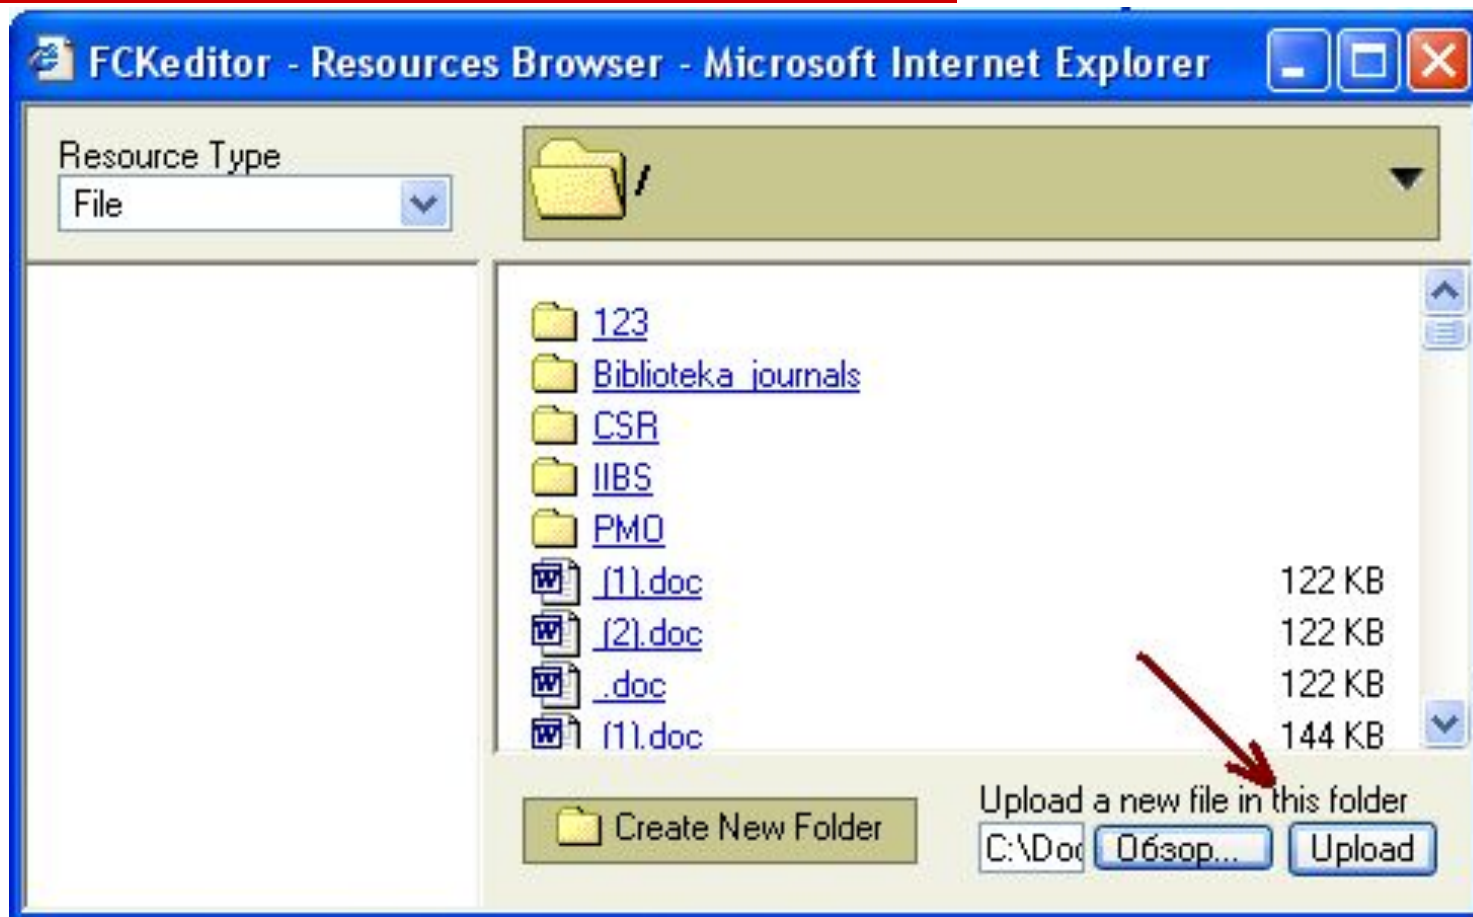 FCKeditor - Resources Browser - Microsoft Internet Explorer
Resource Type
File
/
123
Biblioteka_journals
CSR
IIBS
PMO
_(1).doc 122 KB
_(2).doc 122 KB
_.doc 122 KB
(1).doc 144 KB
Create New Folder
Upload a new file in this folder
C:\Doc Обзор... Upload